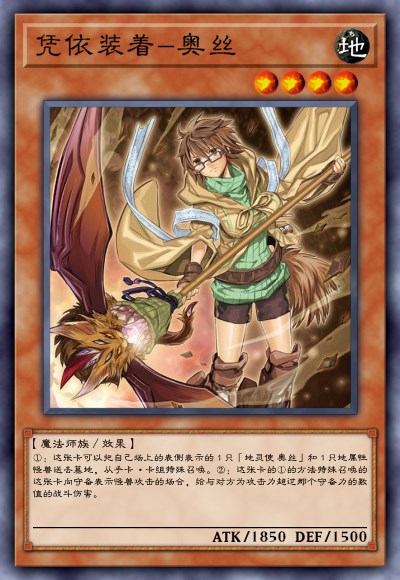 凭依装着–奥丝
地
【魔法师族／效果】
①：这张卡可以把自己场上的表侧表示的1只「地灵使 奥丝」和1只地属性
怪兽送去墓地，从手卡·卡组特殊召唤。②：这张卡的①的方法特殊召唤的
这张卡向守备表示怪兽攻击的场合，给与对方为攻击力超过那个守备力的数
值的战斗伤害。
ATK/1850 DEF/1500